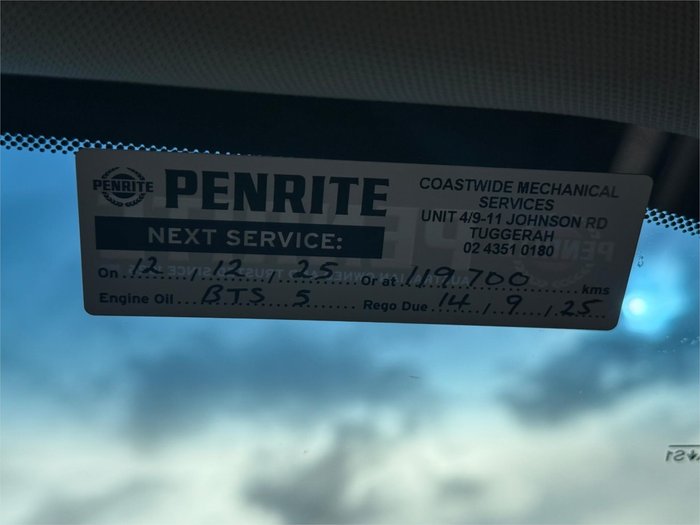 PENRITE
PENRITE
NEXT SERVICE:
On 12 / 12 / 25 Or at 119,700 kms
Engine Oil BTS 5 Rego Due 14 / 9 / 25
COASTWIDE MECHANICAL
SERVICES
UNIT 4/9-11 JOHNSON RD
TUGGERAH
02 4351 0180